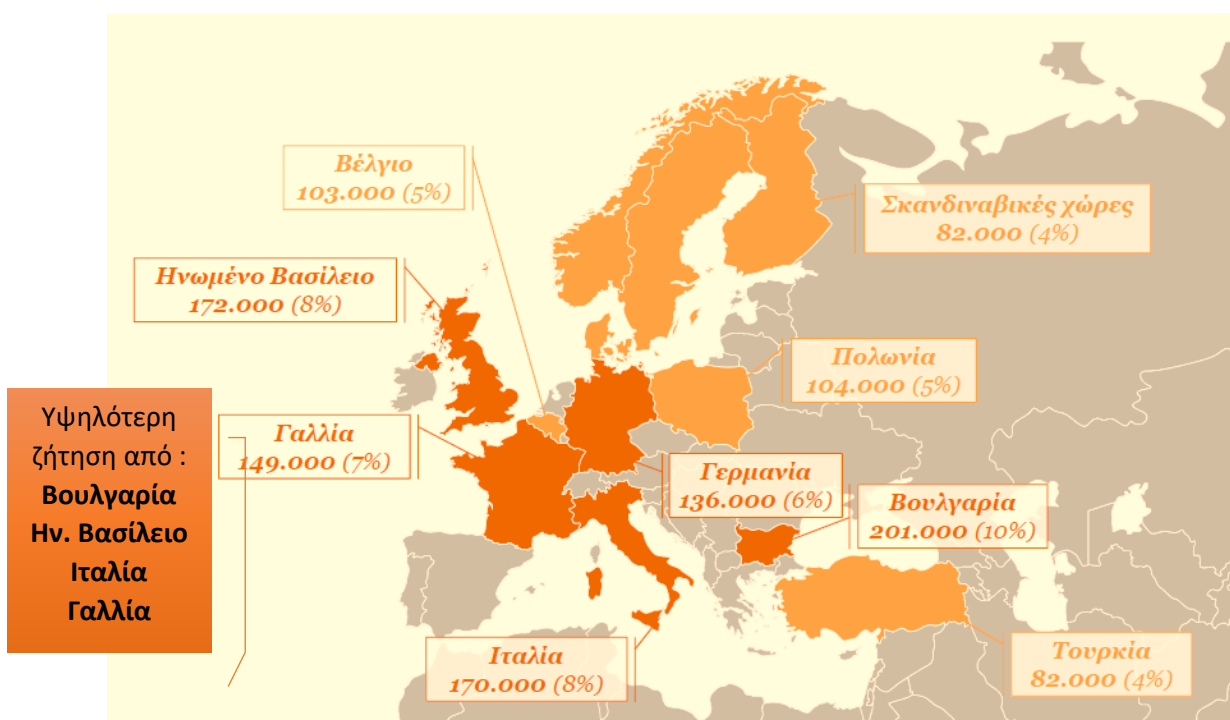 Βέλγιο
103.000 (5%)
Σκανδιναβικές χώρες
82.000 (4%)
Ηνωμένο Βασίλειο
172.000 (8%)
Πολωνία
104.000 (5%)
Υψηλότερη
ζήτηση από :
Βουλγαρία
Ην. Βασίλειο
Ιταλία
Γαλλία
Γαλλία
149.000 (7%)
Γερμανία
136.000 (6%)
Βουλγαρία
201.000 (10%)
Ιταλία
170.000 (8%)
Τουρκία
82.000 (4%)